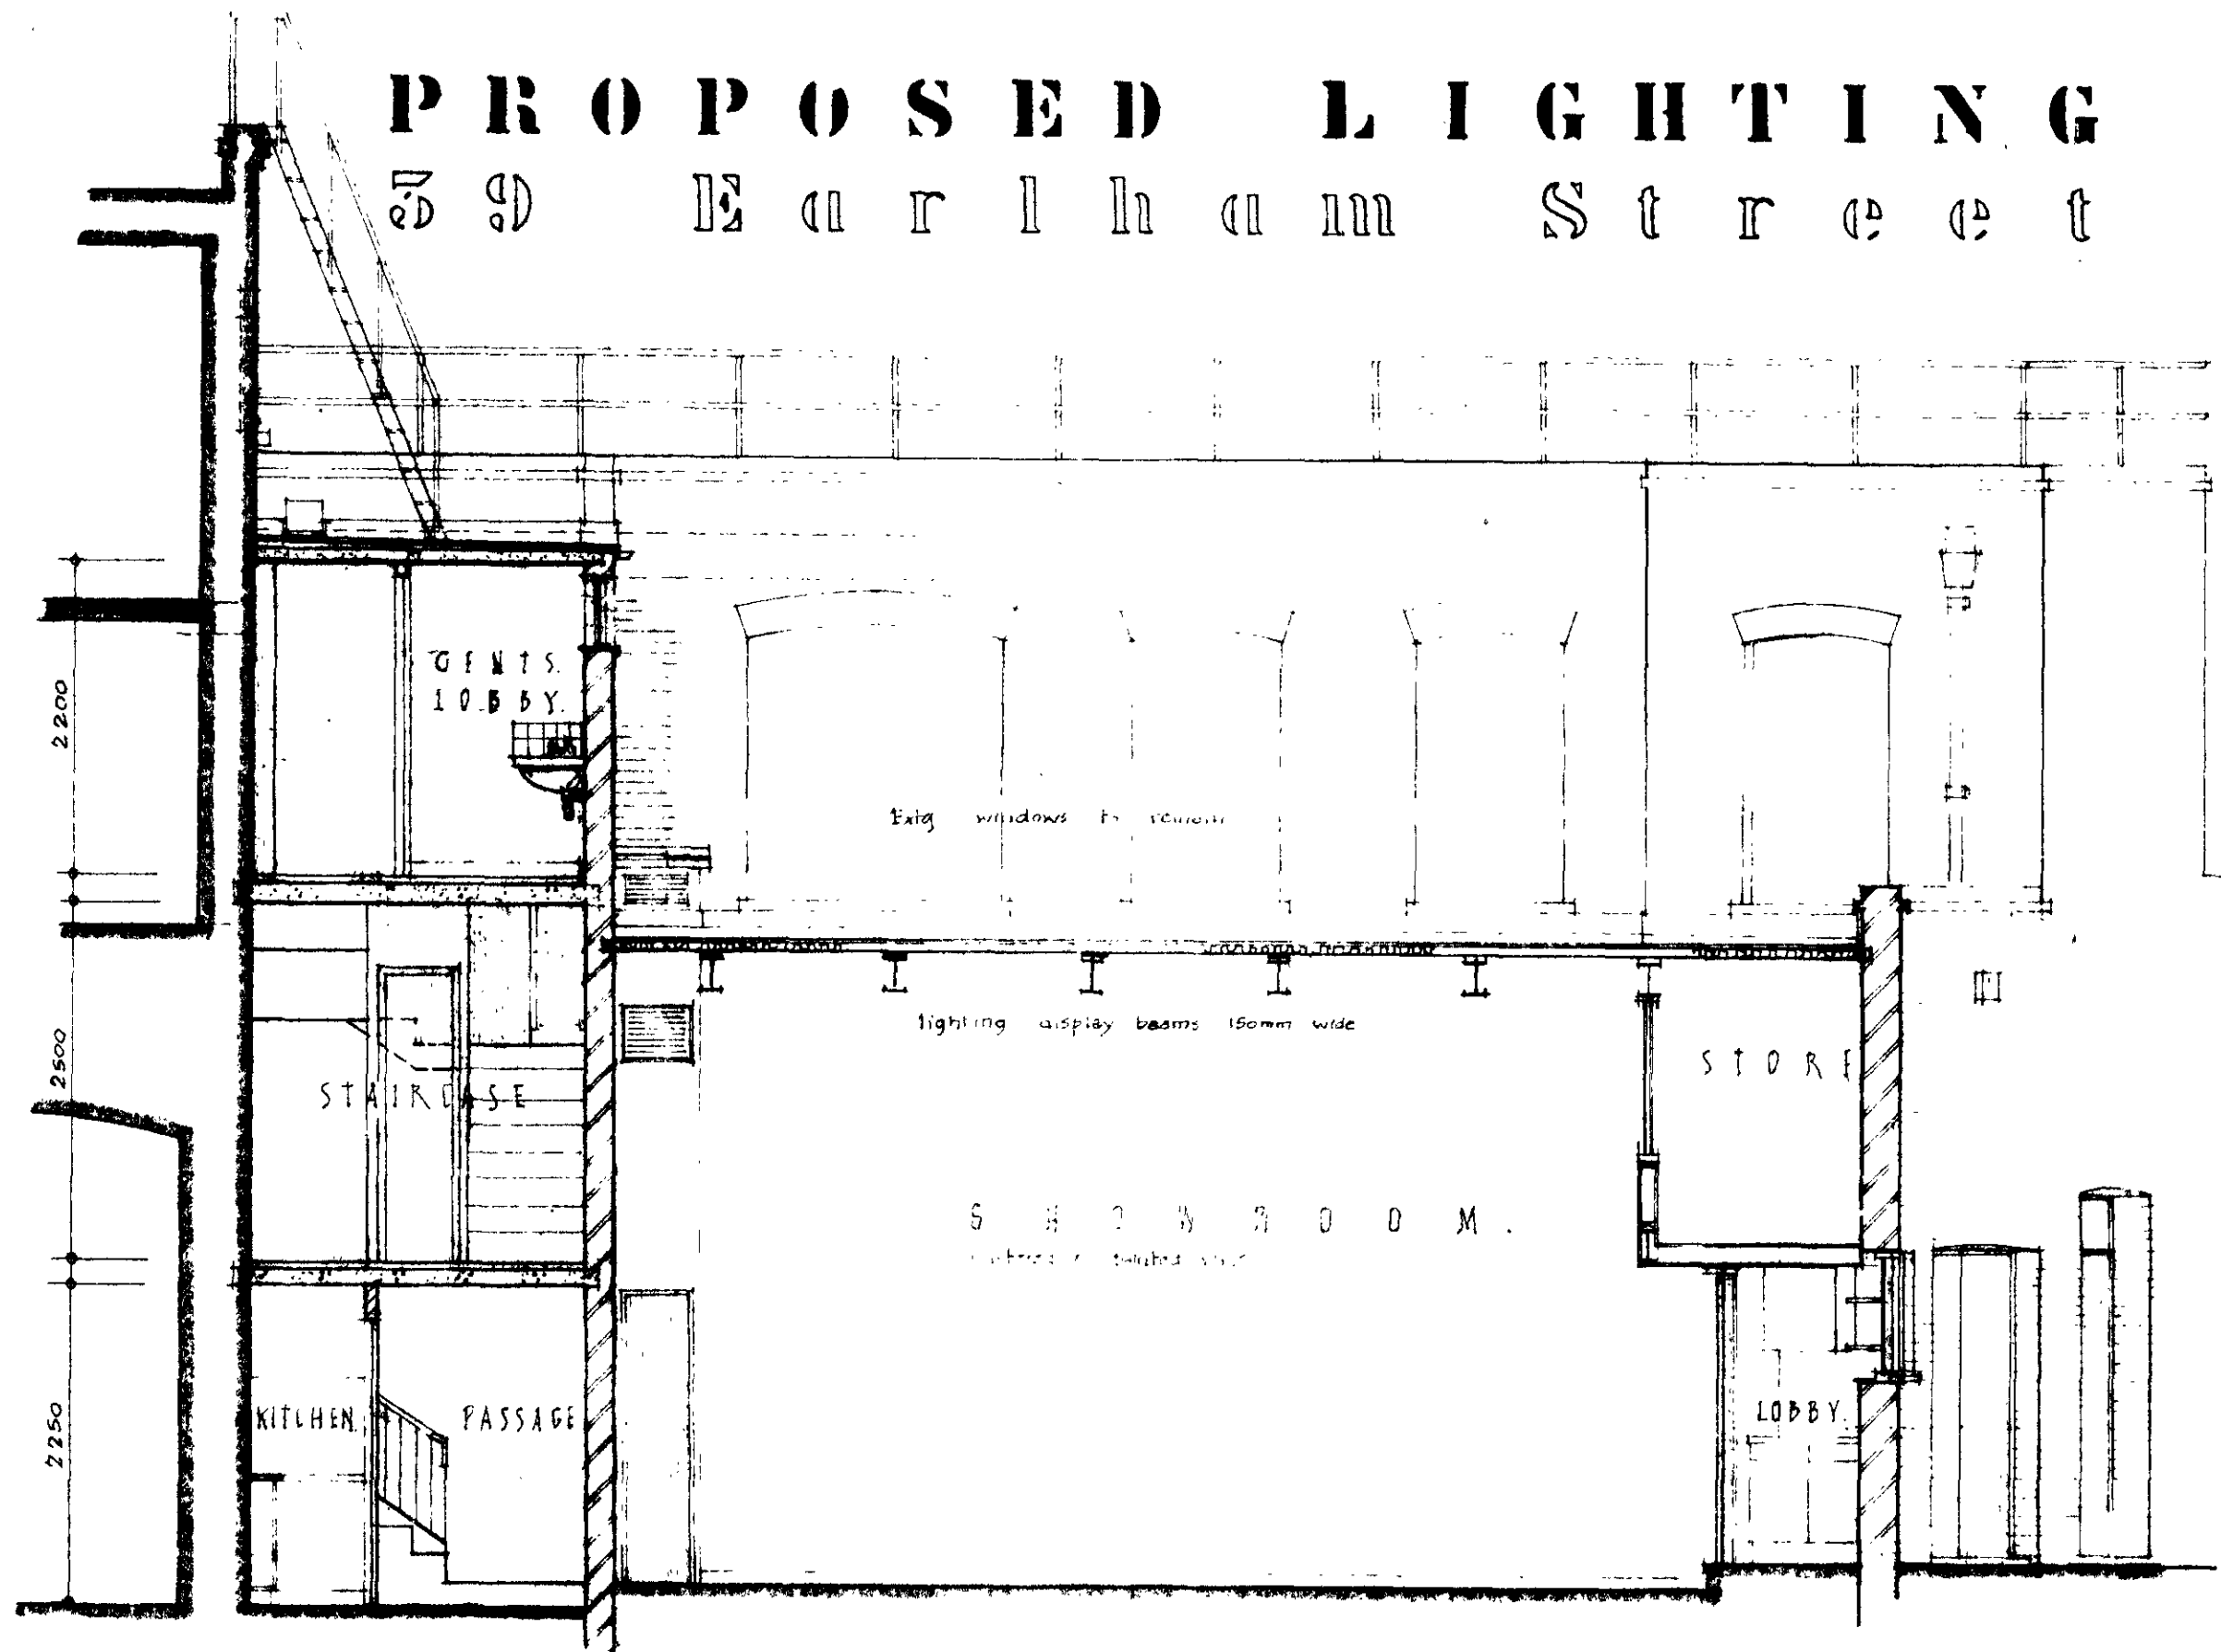 PROPOSED LIGHTING
39 Earlham Street
GENTS.
LOBBY.
2200
Extg windows to remain
lighting display beams 150mm wide
2500
STAIRCASE
STORE
SHOWROOM.
painted
KITCHEN.
PASSAGE
LOBBY.
2250